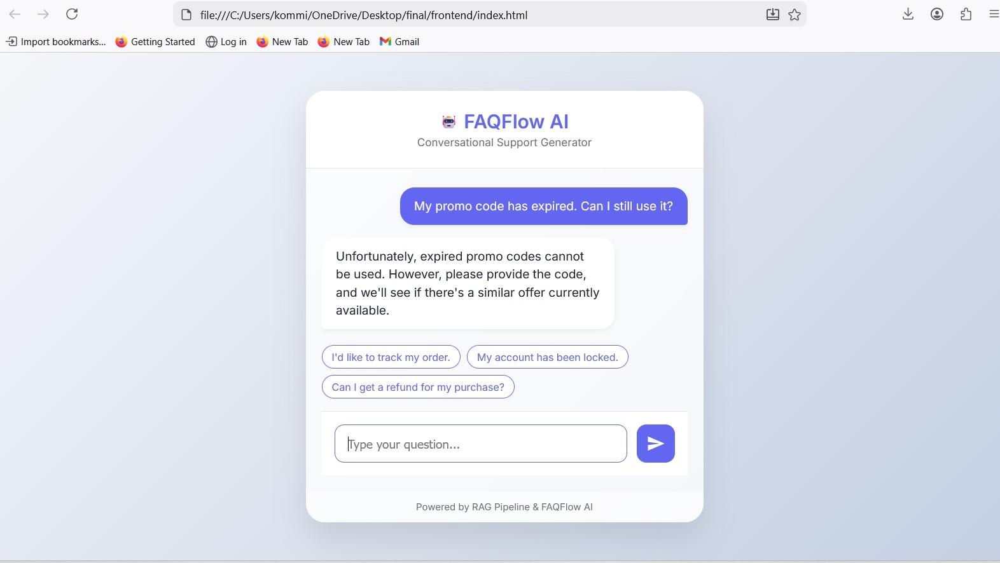 file:///C:/Users/kommi/OneDrive/Desktop/final/frontend/index.html
Import bookmarks... Getting Started Log in New Tab New Tab Gmail
FAQFlow AI
Conversational Support Generator
My promo code has expired. Can I still use it?
Unfortunately, expired promo codes cannot
be used. However, please provide the code,
and we'll see if there's a similar offer currently
available.
I'd like to track my order. My account has been locked.
Can I get a refund for my purchase?
Type your question...
Powered by RAG Pipeline & FAQFlow AI